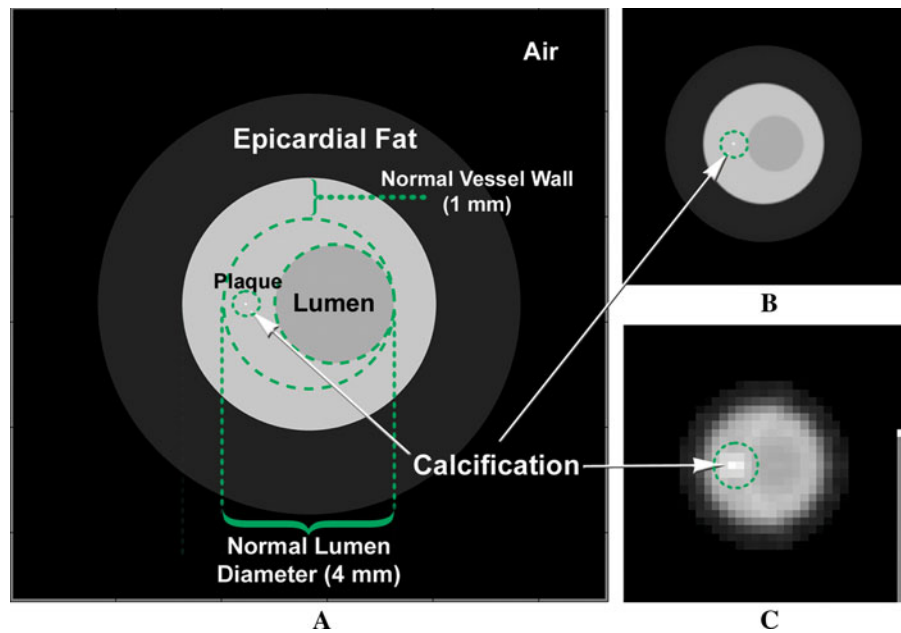 Air
Epicardial Fat
Normal Vessel Wall
(1 mm)
Plaque
Lumen
Calcification
Normal Lumen
Diameter (4 mm)
A
B
C